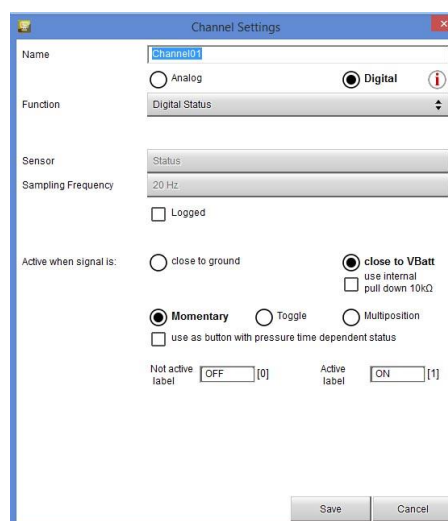 Channel Settings
Name
Channel01
Analog
Digital
Function
Digital Status
Sensor
Status
Sampling Frequency
20 Hz
Logged
Active when signal is:
close to ground
close to VBatt
use internal
pull down 10kΩ
Momentary
Toggle
Multiposition
use as button with pressure time dependent status
Not active
label
OFF
[0]
Active
label
ON
[1]
Save
Cancel